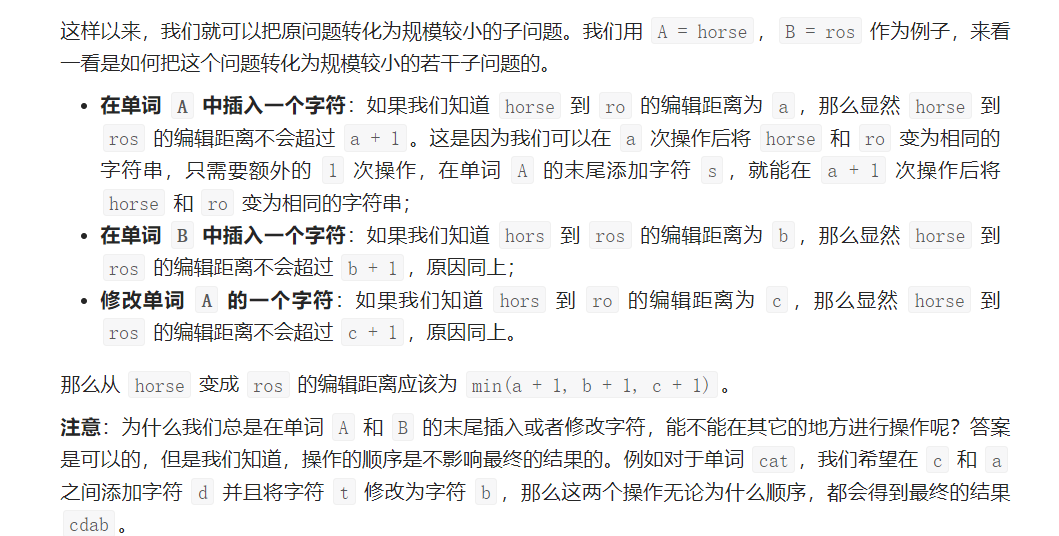 这样以来，我们就可以把原问题转化为规模较小的子问题。我们用 A = horse，B = ros 作为例子，来看
一看是如何把这个问题转化为规模较小的若干子问题的。
• 在单词 A 中插入一个字符：如果我们知道 horse 到 ro 的编辑距离为 a，那么显然 horse 到
ros 的编辑距离不会超过 a + 1。这是因为我们可以在 a 次操作后将 horse 和 ro 变为相同的
字符串，只需要额外的 1 次操作，在单词 A 的末尾添加字符 s，就能在 a + 1 次操作后将
horse 和 ro 变为相同的字符串；
• 在单词 B 中插入一个字符：如果我们知道 hors 到 ros 的编辑距离为 b，那么显然 horse 到
ros 的编辑距离不会超过 b + 1，原因同上；
• 修改单词 A 的一个字符：如果我们知道 hors 到 ro 的编辑距离为 c，那么显然 horse 到
ros 的编辑距离不会超过 c + 1，原因同上。
那么从 horse 变成 ros 的编辑距离应该为 min(a + 1, b + 1, c + 1)。
注意：为什么我们总是在单词 A 和 B 的末尾插入或者修改字符，能不能在其它的地方进行操作呢？答案
是可以的，但是我们知道，操作的顺序是不影响最终的结果的。例如对于单词 cat，我们希望在 c 和 a
之间添加字符 d 并且将字符 t 修改为字符 b，那么这两个操作无论为什么顺序，都会得到最终的结果
cdab。